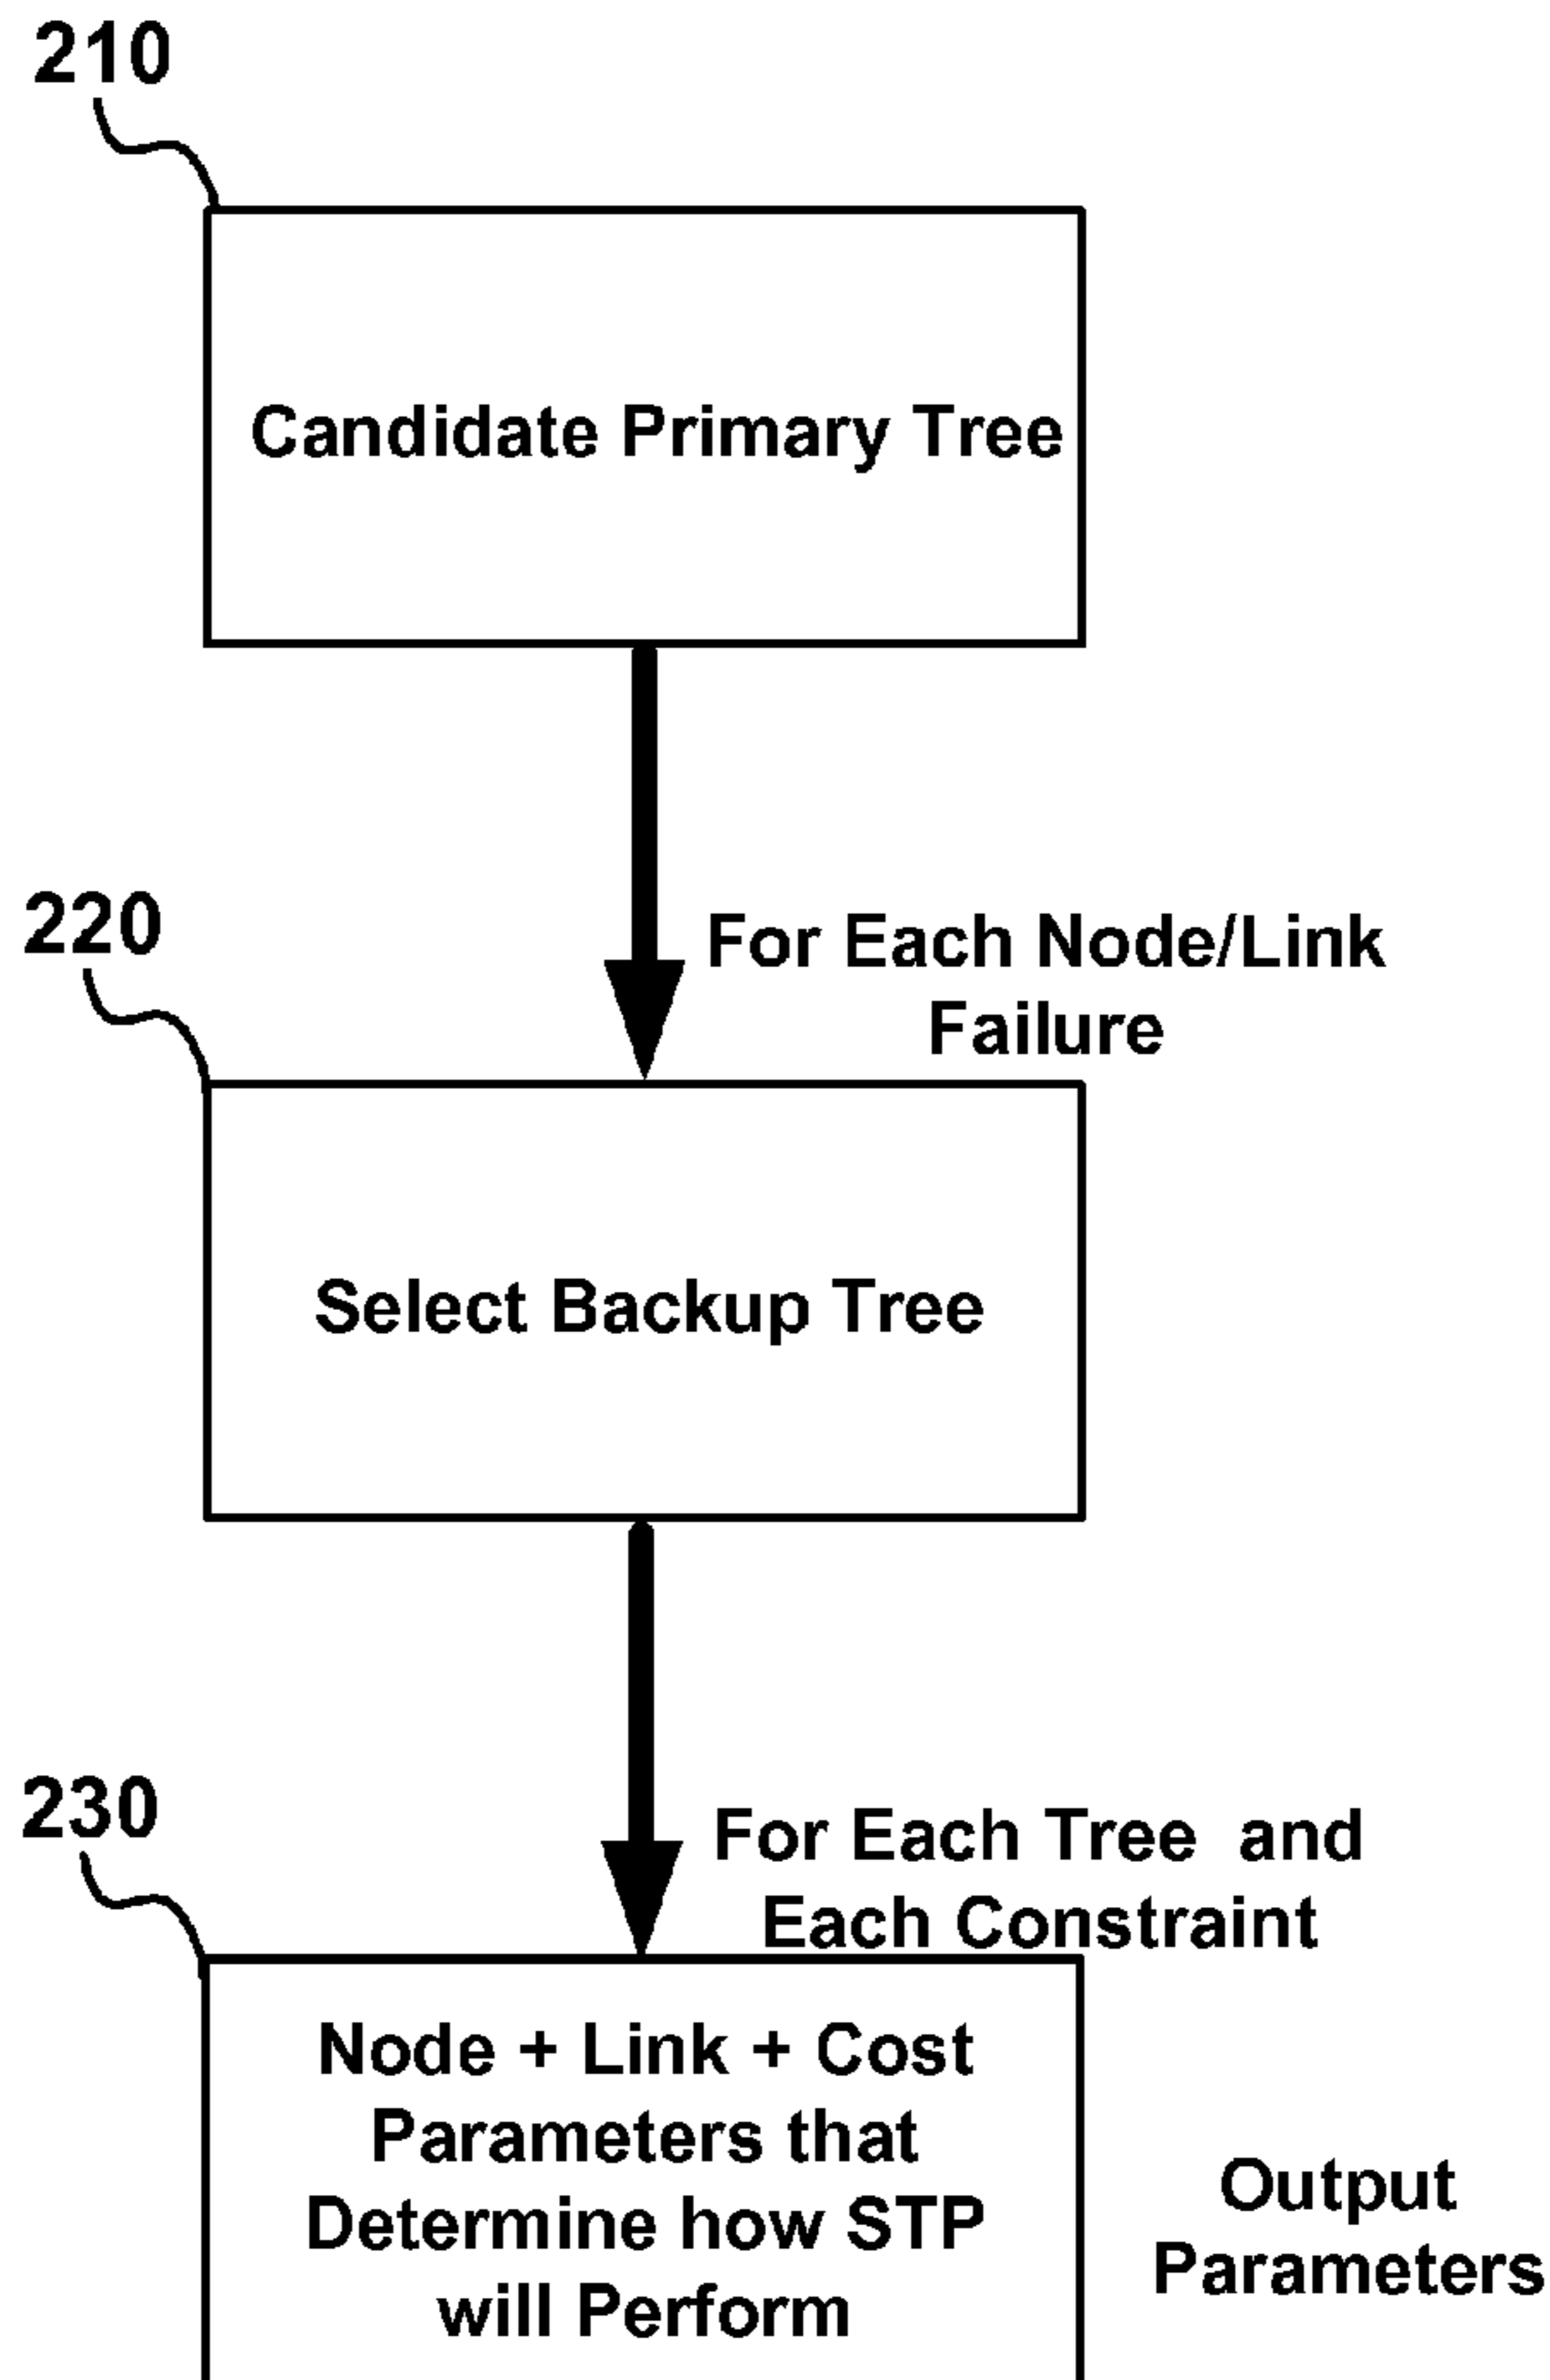 210
Candidate Primary Tree
For Each Node/Link
Failure
220
Select Backup Tree
For Each Tree and
Each Constraint
230
Node + Link + Cost
Parameters that
Determine how STP
will Perform
Output
Parameters